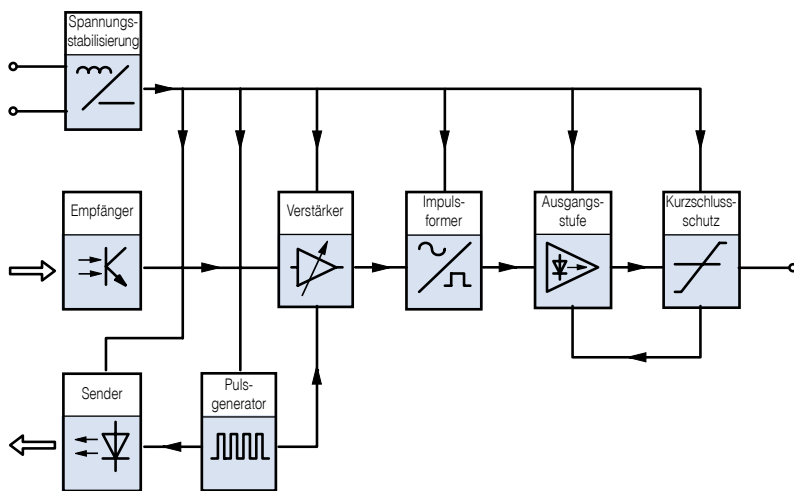 Spannungs-
stabilisierung
Empfänger
Verstärker
Impuls-
former
Ausgangs-
stufe
Kurzschluss-
schutz
Sender
Puls-
generator